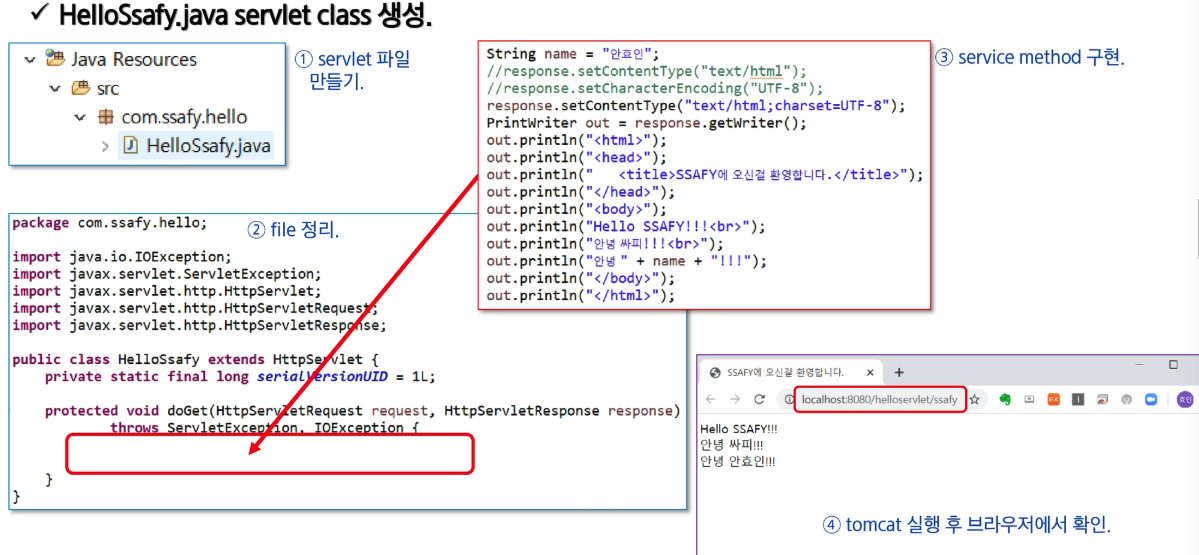 ✓ HelloSsafy.java servlet class 생성.
Java Resources
src
com.ssafy.hello
HelloSsafy.java
① servlet 파일
만들기.
String name = "안효인";
//response.setContentType("text/html");
//response.setCharacterEncoding("UTF-8");
response.setContentType("text/html;charset=UTF-8");
PrintWriter out = response.getWriter();
out.println("<html>");
out.println("<head>");
out.println("   <title>SSAFY에 오신걸 환영합니다.</title>");
out.println("</head>");
out.println("<body>");
out.println("Hello SSAFY!!!<br>");
out.println("안녕 싸피!!!<br>");
out.println("안녕 " + name + "!!!");
out.println("</body>");
out.println("</html>");
③ service method 구현.
② file 정리.
package com.ssafy.hello;
import java.io.IOException;
import javax.servlet.ServletException;
import javax.servlet.http.HttpServlet;
import javax.servlet.http.HttpServletRequest;
import javax.servlet.http.HttpServletResponse;
public class HelloSsafy extends HttpServlet {
    private static final long serialVersionUID = 1L;
    protected void doGet(HttpServletRequest request, HttpServletResponse response)
            throws ServletException, IOException {
    }
}
SSAFY에 오신걸 환영합니다.
localhost:8080/helloservlet/ssafy
효인
Hello SSAFY!!!
안녕 싸피!!!
안녕 안효인!!!
④ tomcat 실행 후 브라우저에서 확인.